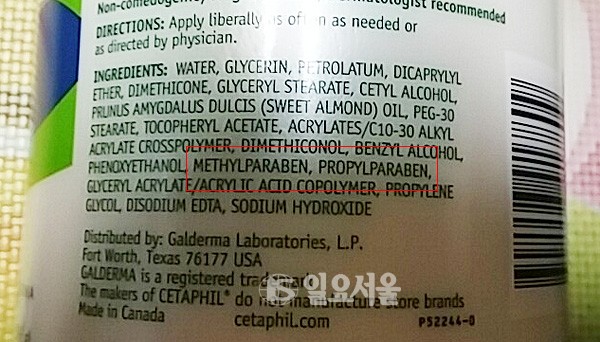 Non-comedogenic, recommended
DIRECTIONS: Apply liberally as often as needed or
as directed by physician.
INGREDIENTS: WATER, GLYCERIN, PETROLATUM, DICAPRYLYL
ETHER, DIMETHICONE, GLYCERYL STEARATE, CETYL ALCOHOL,
PRUNUS AMYGDALUS DULCIS (SWEET ALMOND) OIL, PEG-30
STEARATE, TOCOPHERYL ACETATE, ACRYLATES/C10-30 ALKYL
ACRYLATE CROSSPOLYMER, DIMETHICONOL, BENZYL ALCOHOL,
PHENOXYETHANOL, METHYLPARABEN, PROPYLPARABEN,
GLYCERYL ACRYLATE/ACRYLIC ACID COPOLYMER, PROPYLENE
GLYCOL, DISODIUM EDTA, SODIUM HYDROXIDE
Distributed by: Galderma Laboratories, L.P.
Fort Worth, Texas 76177 USA
GALDERMA is a registered trademark.
The makers of CETAPHIL® do not manufacture store brands
일요서울
Made in Canada cetaphil.com P52244-0